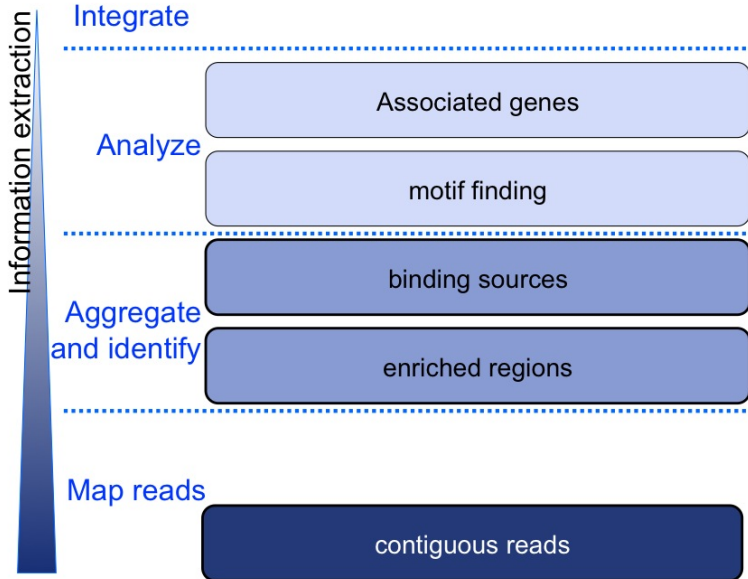 Integrate
Information extraction
Associated genes
Analyze
motif finding
binding sources
Aggregate
and identify
enriched regions
Map reads
contiguous reads